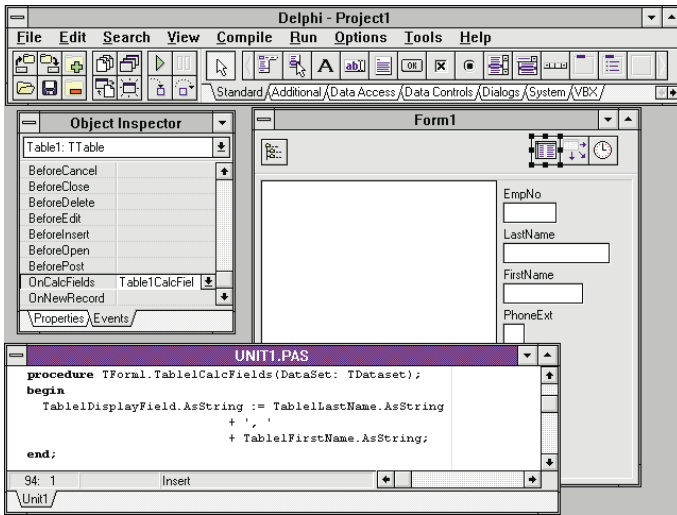 Delphi - Project1
File Edit Search View Compile Run Options Tools Help
A ab OK
Standard Additional Data Access Data Controls Dialogs System VBX
Object Inspector
Table1: TTable
BeforeCancel
BeforeClose
BeforeDelete
BeforeEdit
BeforeInsert
BeforeOpen
BeforePost
OnCalcFields Table1CalcFiel
OnNewRecord
Properties Events
Form1
EmpNo
LastName
FirstName
PhoneExt
UNIT1.PAS
procedure TForm1.Table1CalcFields(DataSet: TDataset);
begin
Table1DisplayField.AsString := Table1LastName.AsString
+ ', '
+ Table1FirstName.AsString;
end;
94: 1 Insert
Unit1